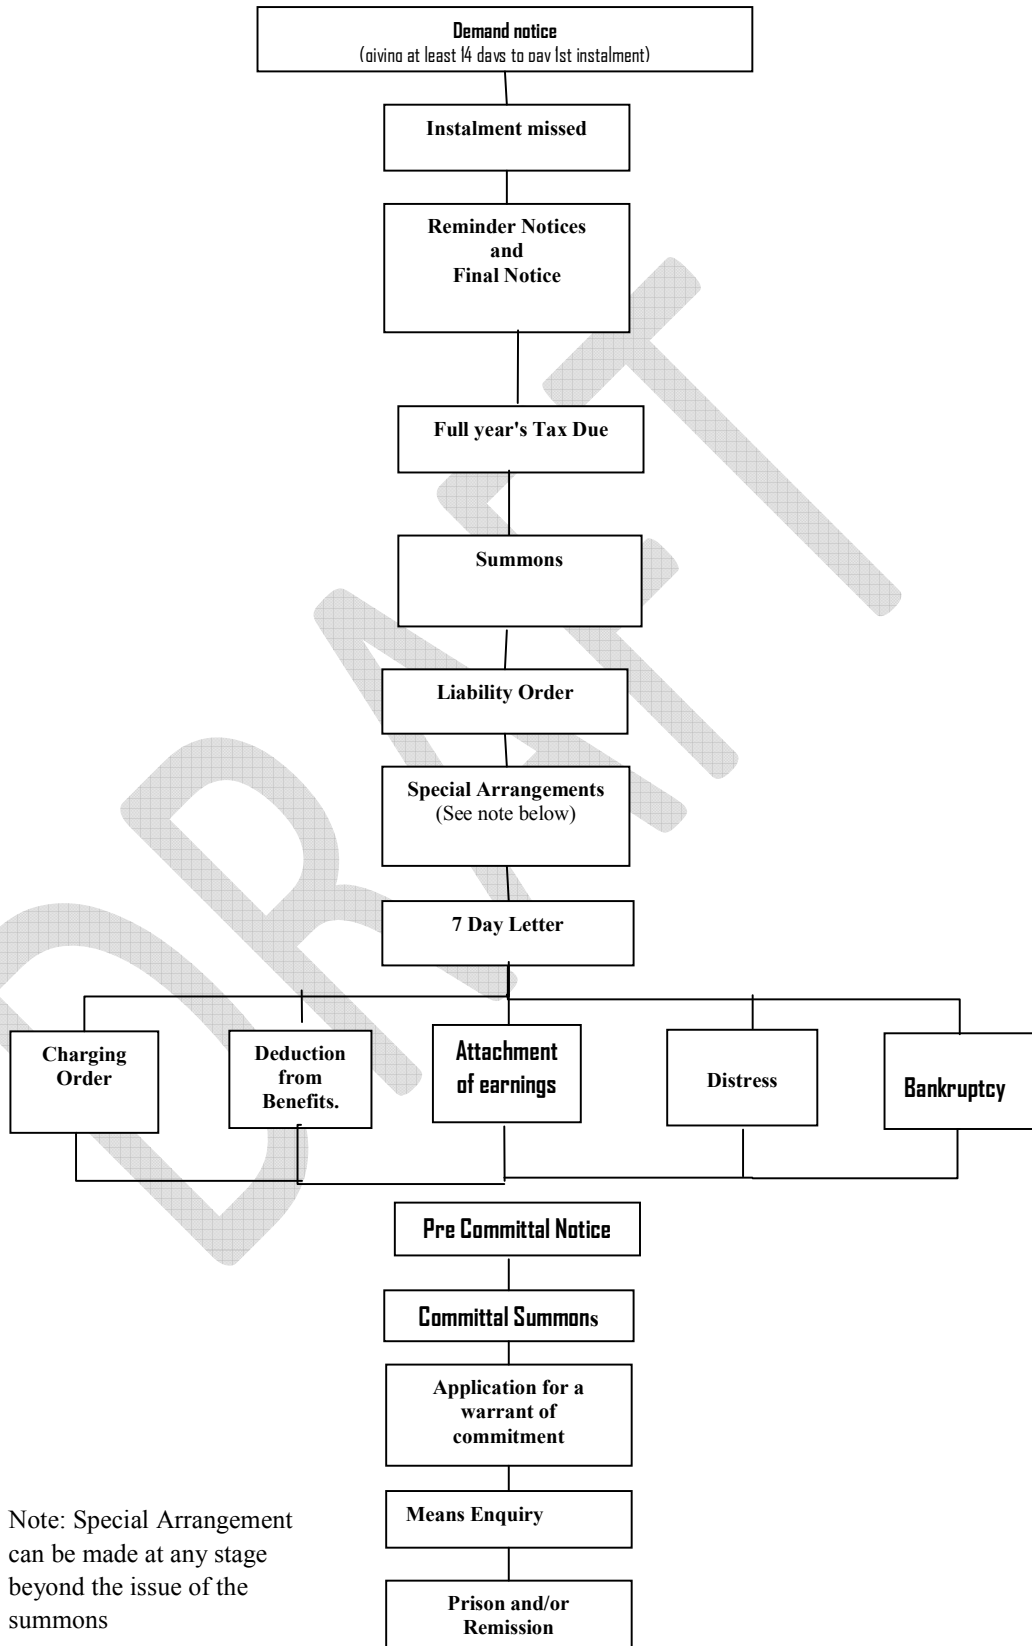 Demand notice
(giving at least 14 days to pay 1st instalment)
Instalment missed
Reminder Notices
and
Final Notice
Full year's Tax Due
Summons
Liability Order
Special Arrangements
(See note below)
7 Day Letter
Charging
Order
Deduction
from
Benefits.
Attachment
of earnings
Distress
Bankruptcy
Pre Committal Notice
Committal Summons
Application for a
warrant of
commitment
Means Enquiry
Prison and/or
Remission
Note: Special Arrangement
can be made at any stage
beyond the issue of the
summons
DRAFT